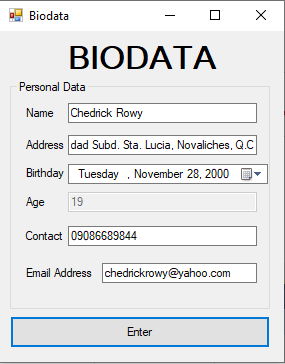 Biodata
BIODATA
Personal Data
Name Chedrick Rowy
Address dad Subd. Sta. Lucia, Novaliches, Q.C
Birthday Tuesday , November 28, 2000
Age 19
Contact 09086689844
Email Address chedrickrowy@yahoo.com
Enter